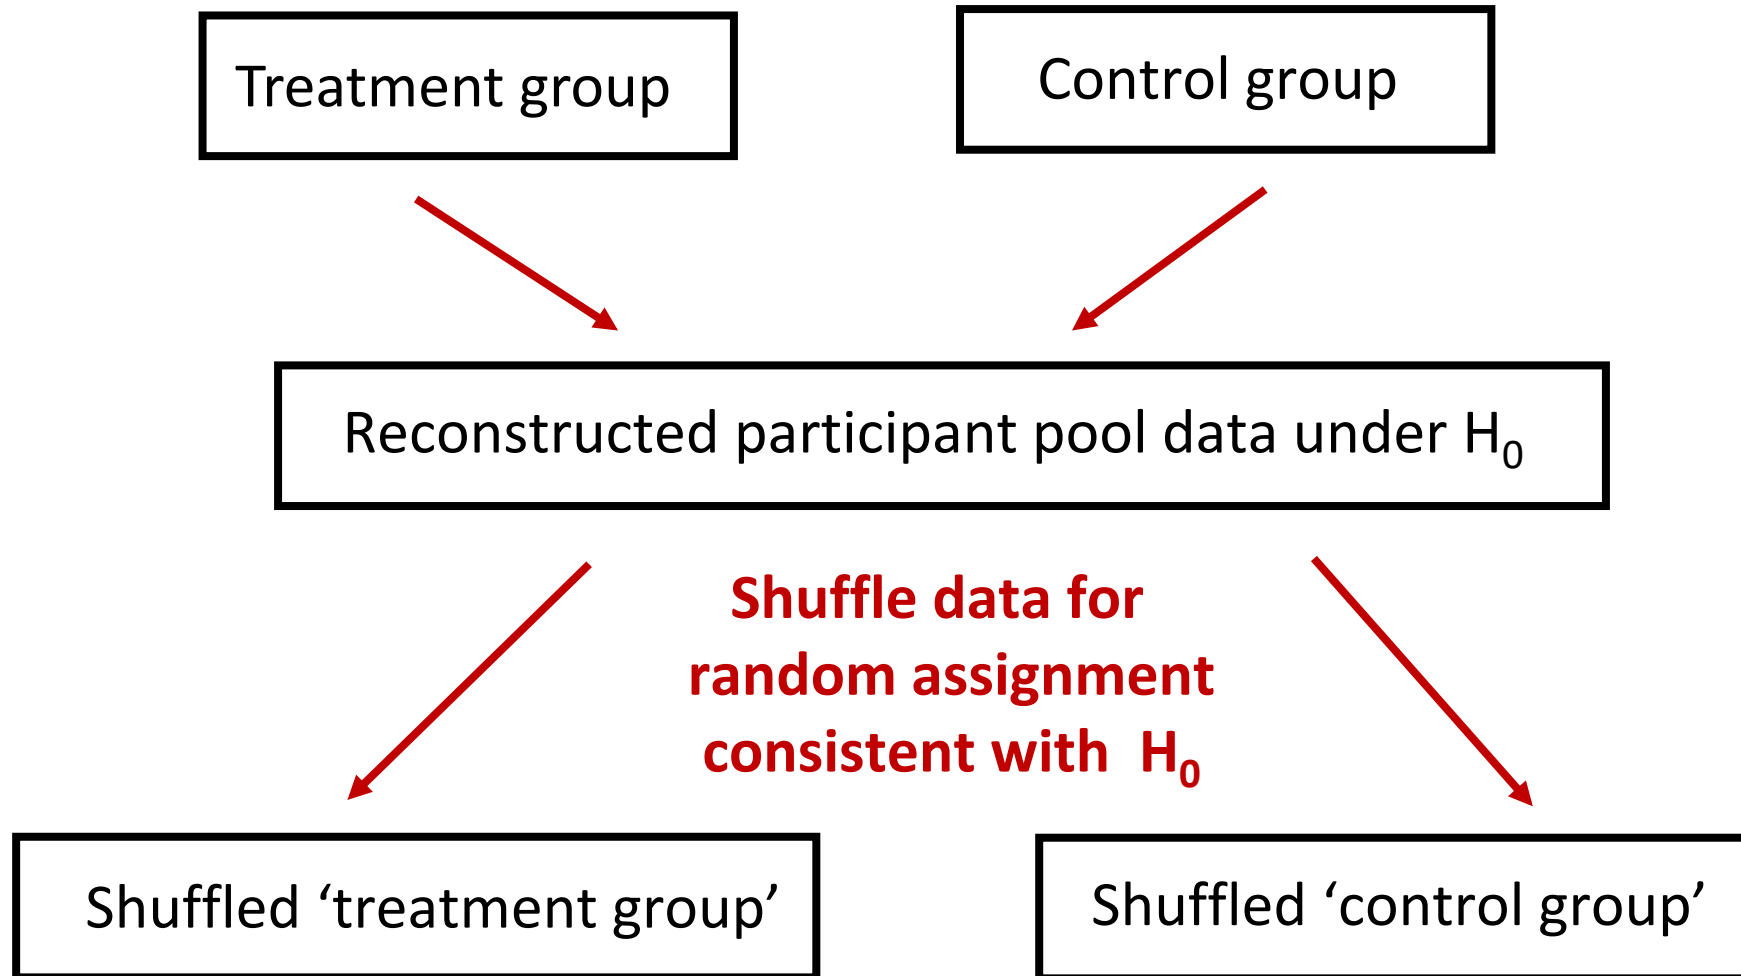 Treatment group
Control group
Reconstructed participant pool data under H₀
Shuffle data for
random assignment
consistent with H₀
Shuffled ‘treatment group’
Shuffled ‘control group’